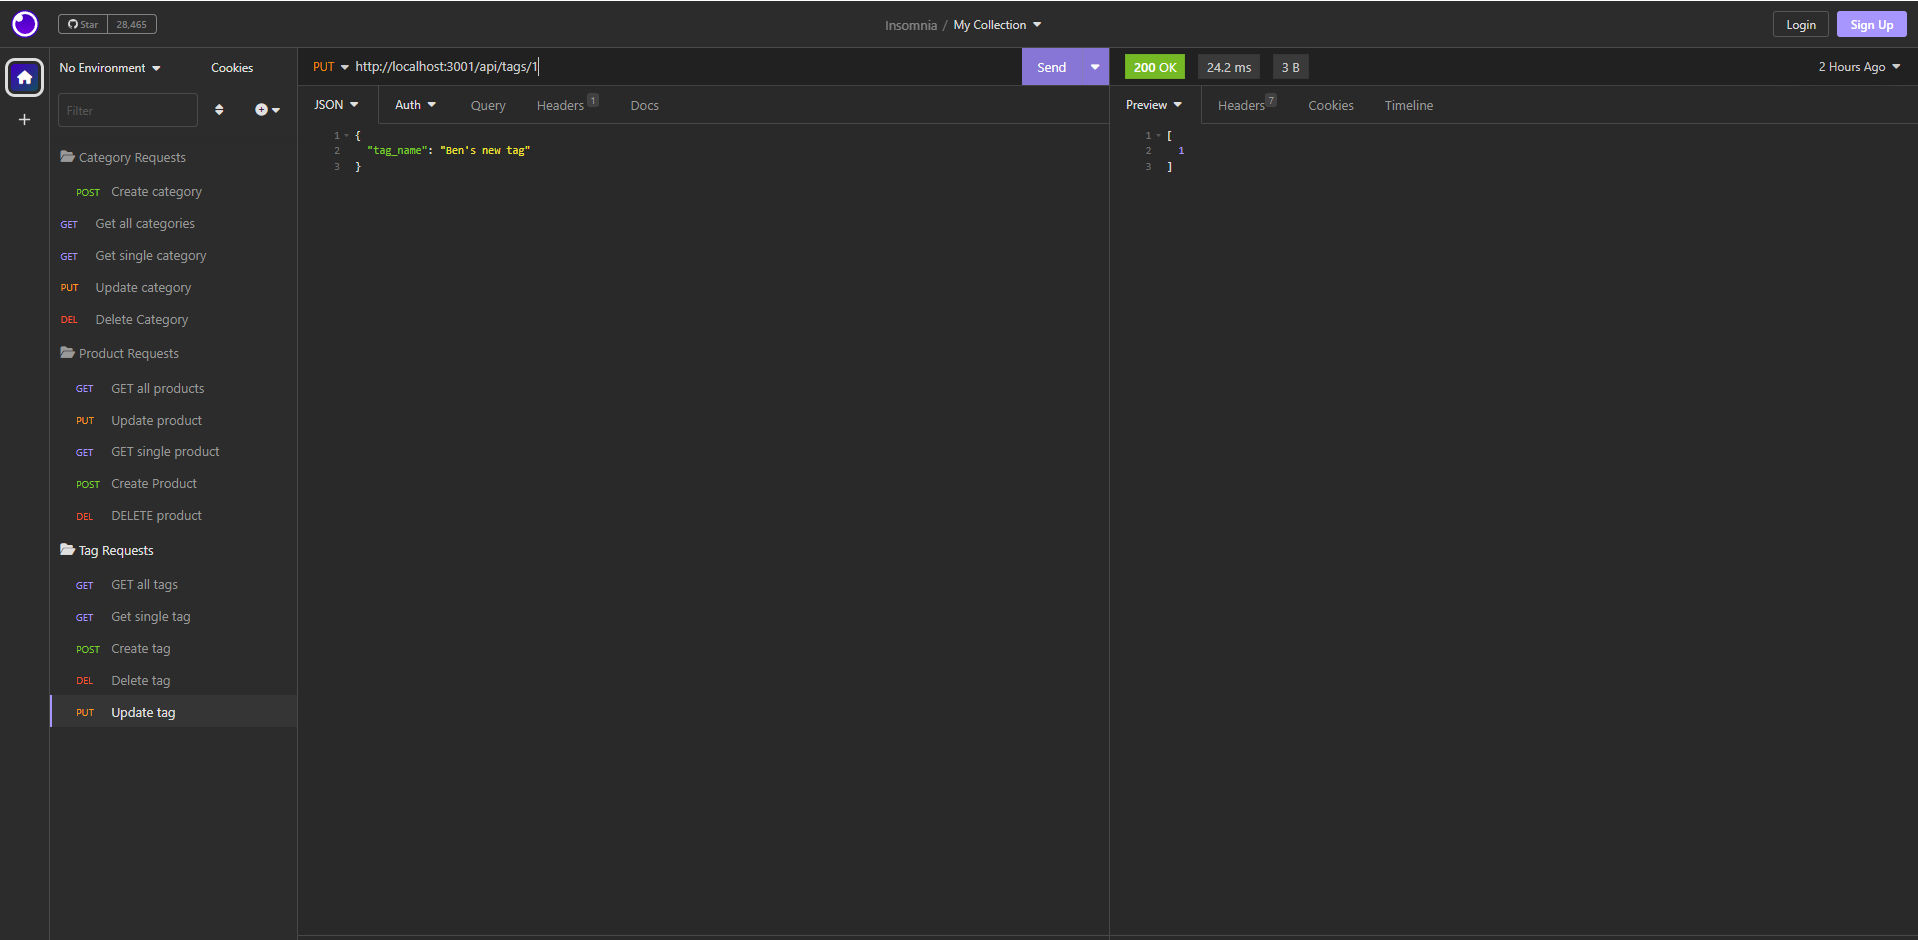 Star 28,465
Insomnia / My Collection
Login
Sign Up
No Environment
Cookies
Filter
Category Requests
POST Create category
GET Get all categories
GET Get single category
PUT Update category
DEL Delete Category
Product Requests
GET GET all products
PUT Update product
GET GET single product
POST Create Product
DEL DELETE product
Tag Requests
GET GET all tags
GET Get single tag
POST Create tag
DEL Delete tag
PUT Update tag
PUT http://localhost:3001/api/tags/1
Send
JSON Auth Query Headers 1 Docs
1 {
2 "tag_name": "Ben's new tag"
3 }
200 OK 24.2 ms 3 B 2 Hours Ago
Preview Headers 7 Cookies Timeline
1 [
2 1
3 ]